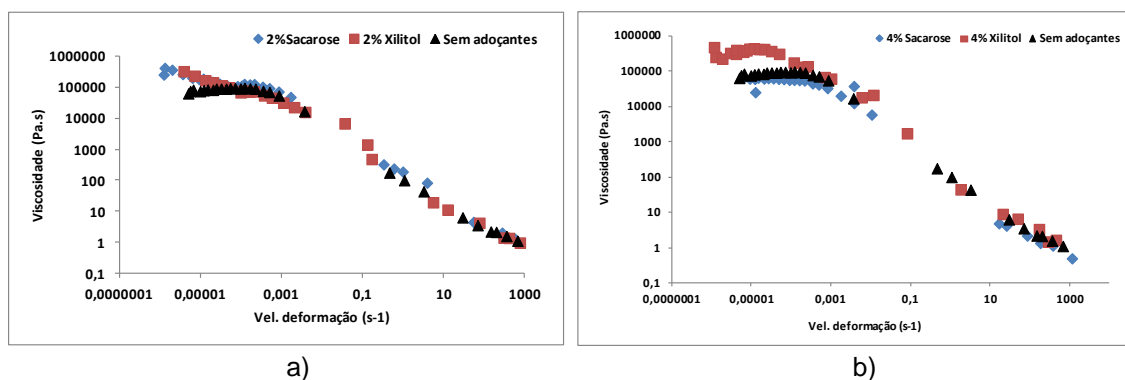 2%Sacarose 2% Xilitol Sem adoçantes
1000000
100000
10000
1000
100
10
1
0,1
Viscosidade (Pa.s)
0,0000001 0,00001 0,001 0,1 10 1000
Vel. deformação (s-1)
a)
4% Sacarose 4% Xilitol Sem adoçantes
1000000
100000
10000
1000
100
10
1
0,1
Viscosidade (Pa.s)
0,0000001 0,00001 0,001 0,1 10 1000
Vel. deformação (s-1)
b)